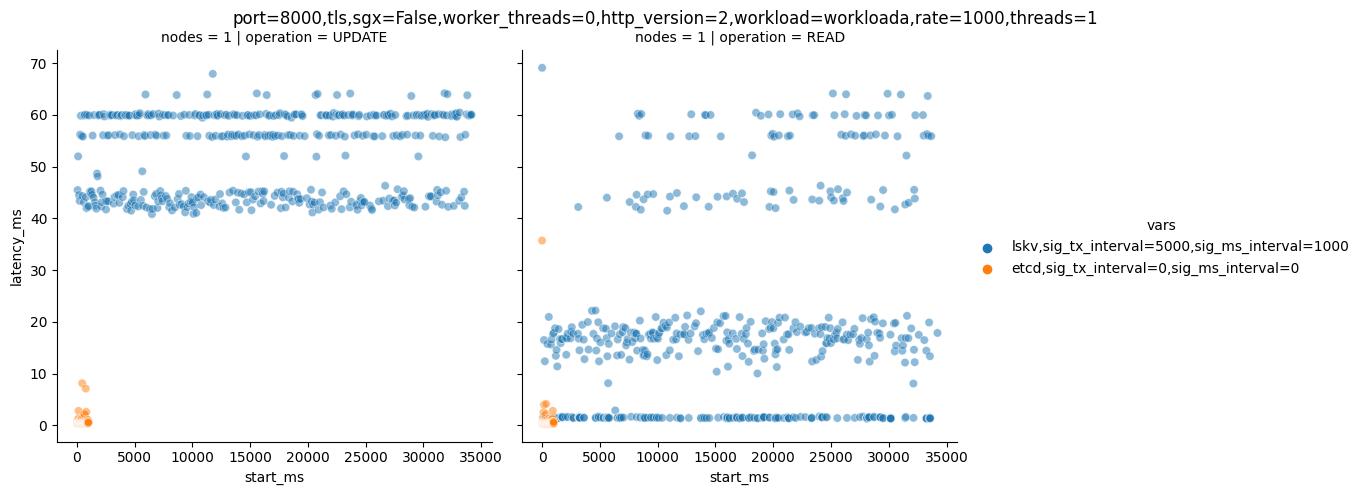 port=8000,tls,sgx=False,worker_threads=0,http_version=2,workload=workloada,rate=1000,threads=1
nodes = 1 | operation = UPDATE
nodes = 1 | operation = READ
70
60
50
40
30
20
10
0
latency_ms
0 5000 10000 15000 20000 25000 30000 35000
0 5000 10000 15000 20000 25000 30000 35000
start_ms
start_ms
vars
lskv,sig_tx_interval=5000,sig_ms_interval=1000
etcd,sig_tx_interval=0,sig_ms_interval=0